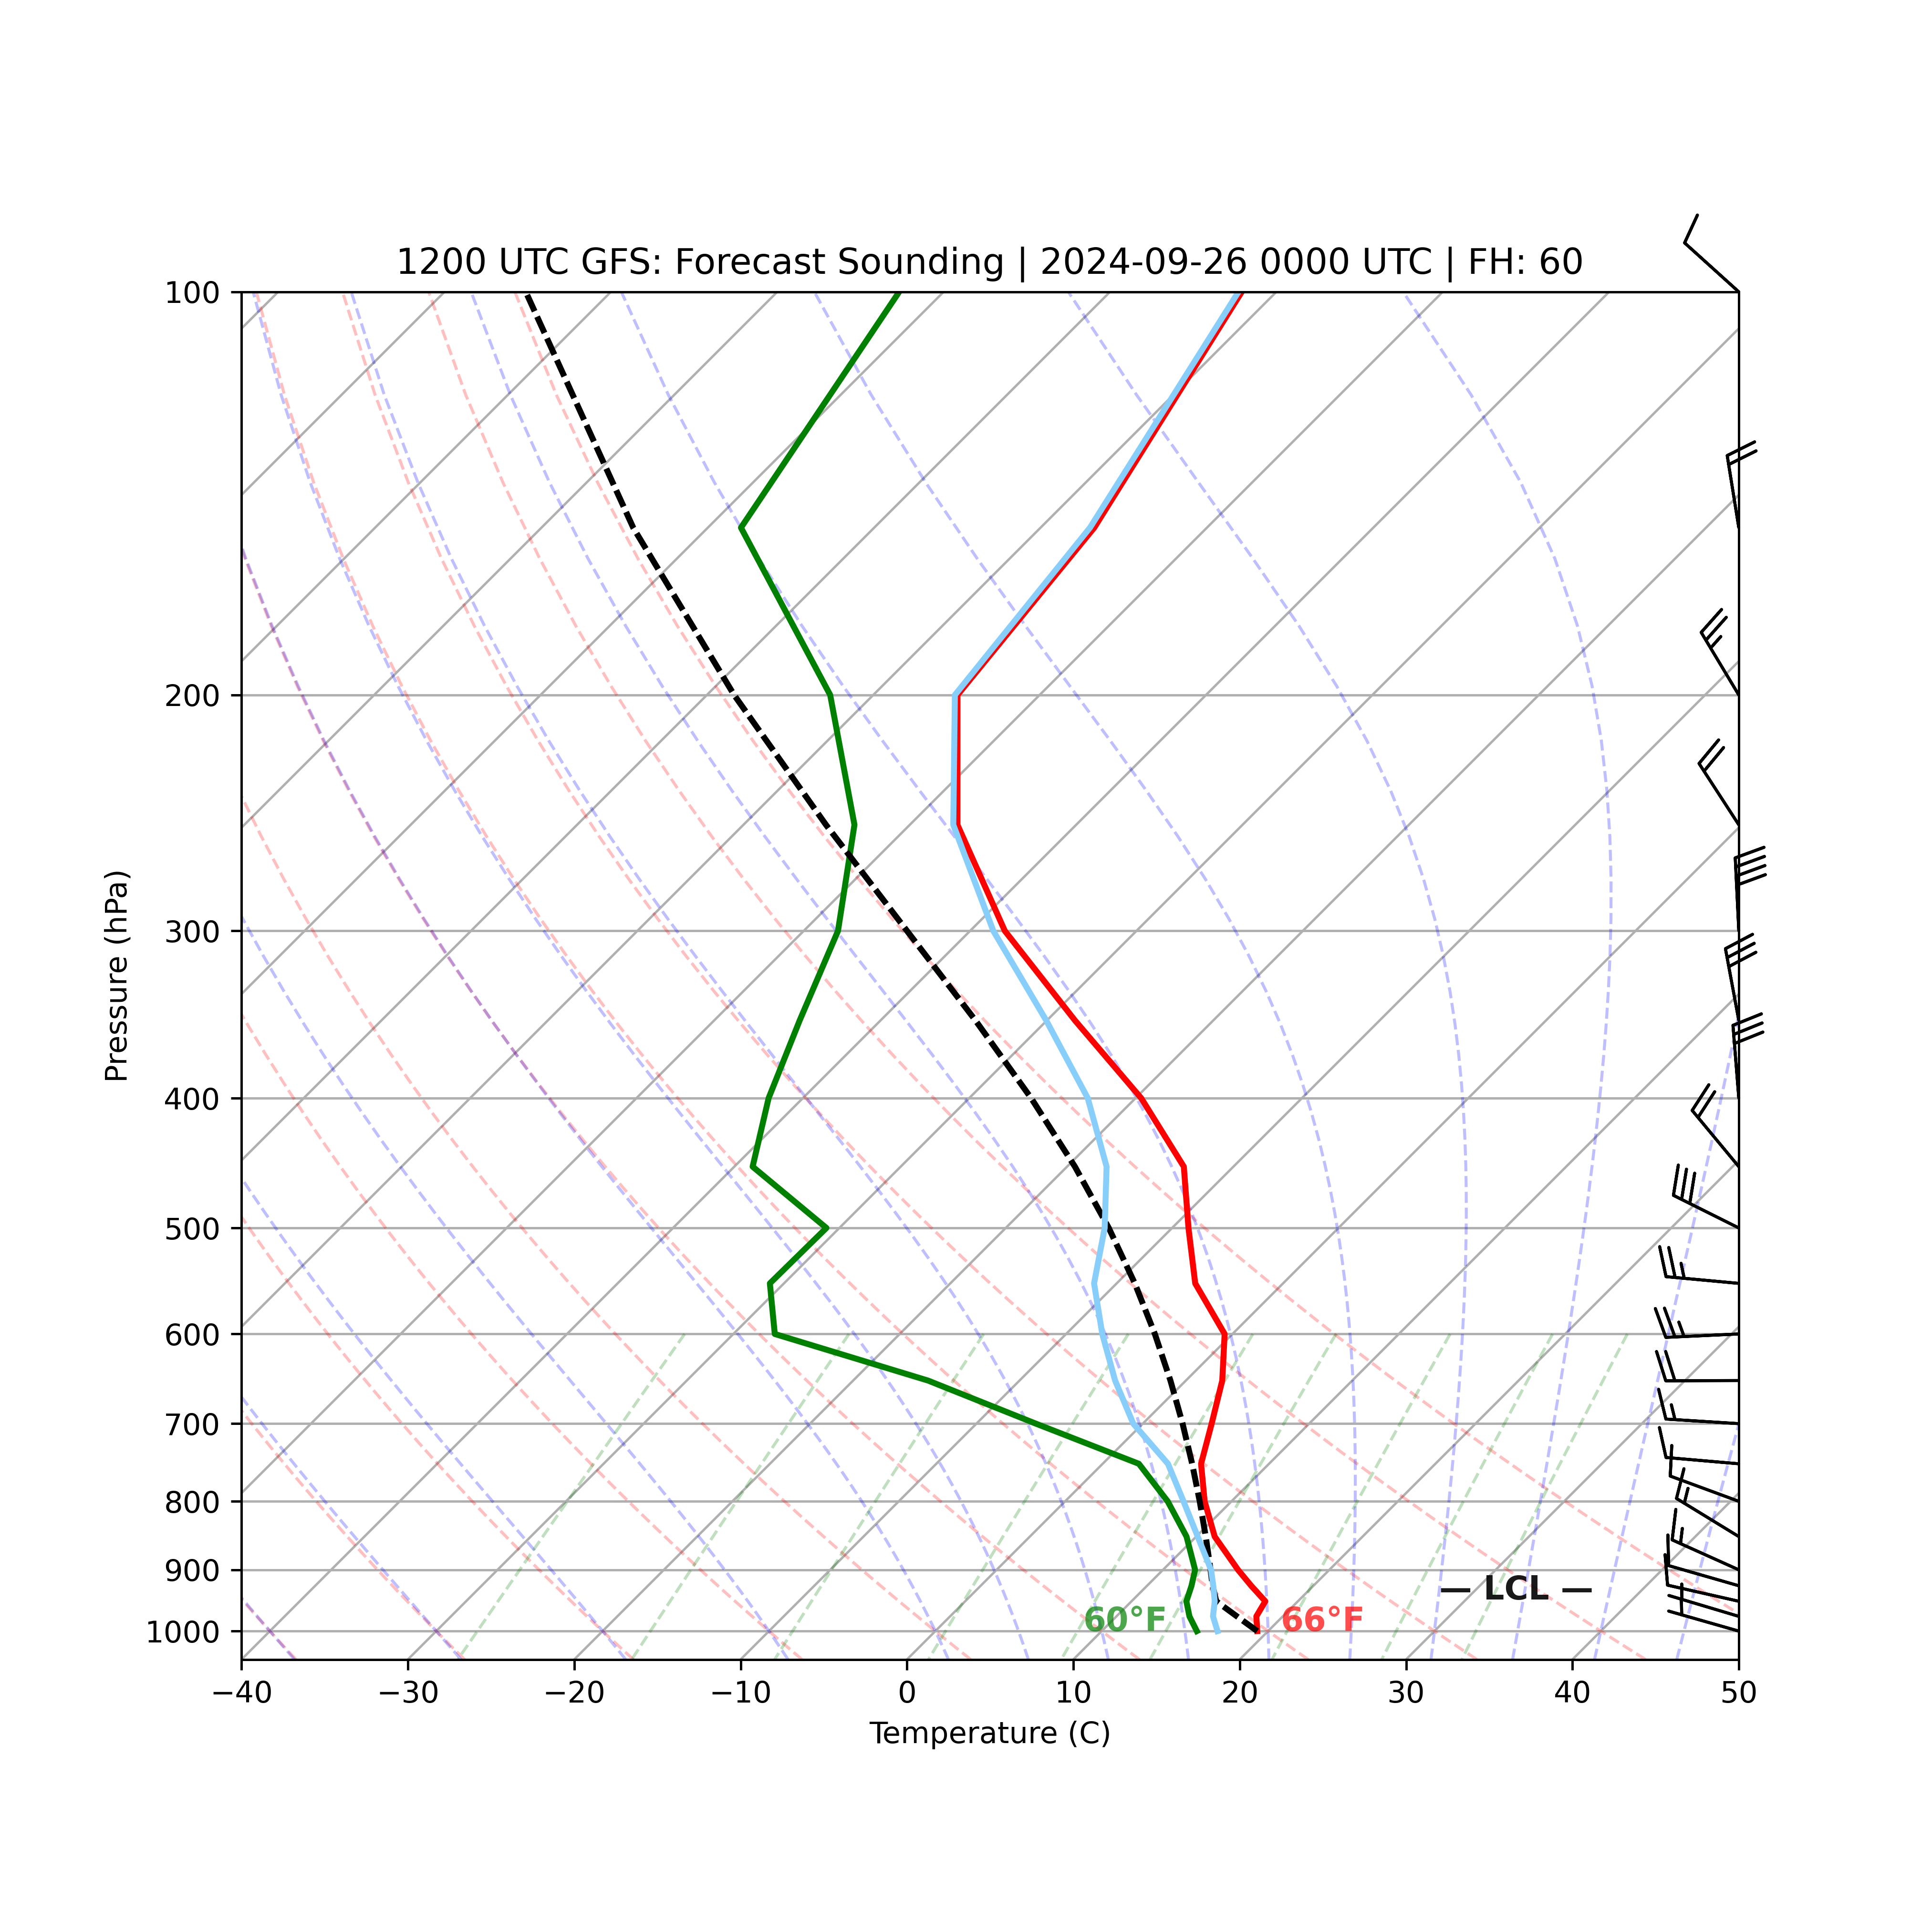 1200 UTC GFS: Forecast Sounding | 2024-09-26 0000 UTC | FH: 60
100
200
300
400
500
600
700
800
900
1000
Pressure (hPa)
— LCL —
60°F
66°F
−40 −30 −20 −10 0 10 20 30 40 50
Temperature (C)